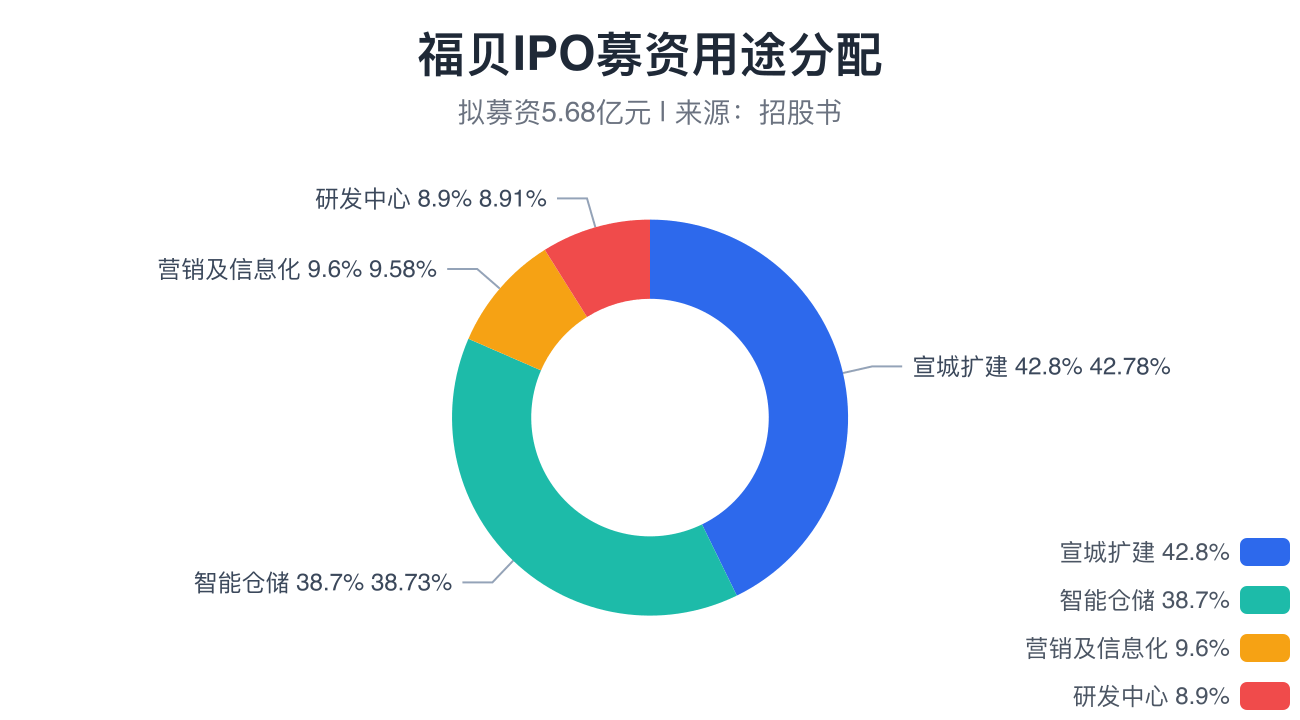 福贝IPO募资用途分配
拟募资5.68亿元 | 来源：招股书
研发中心 8.9% 8.91%
营销及信息化 9.6% 9.58%
宣城扩建 42.8% 42.78%
智能仓储 38.7% 38.73%
宣城扩建 42.8%
智能仓储 38.7%
营销及信息化 9.6%
研发中心 8.9%